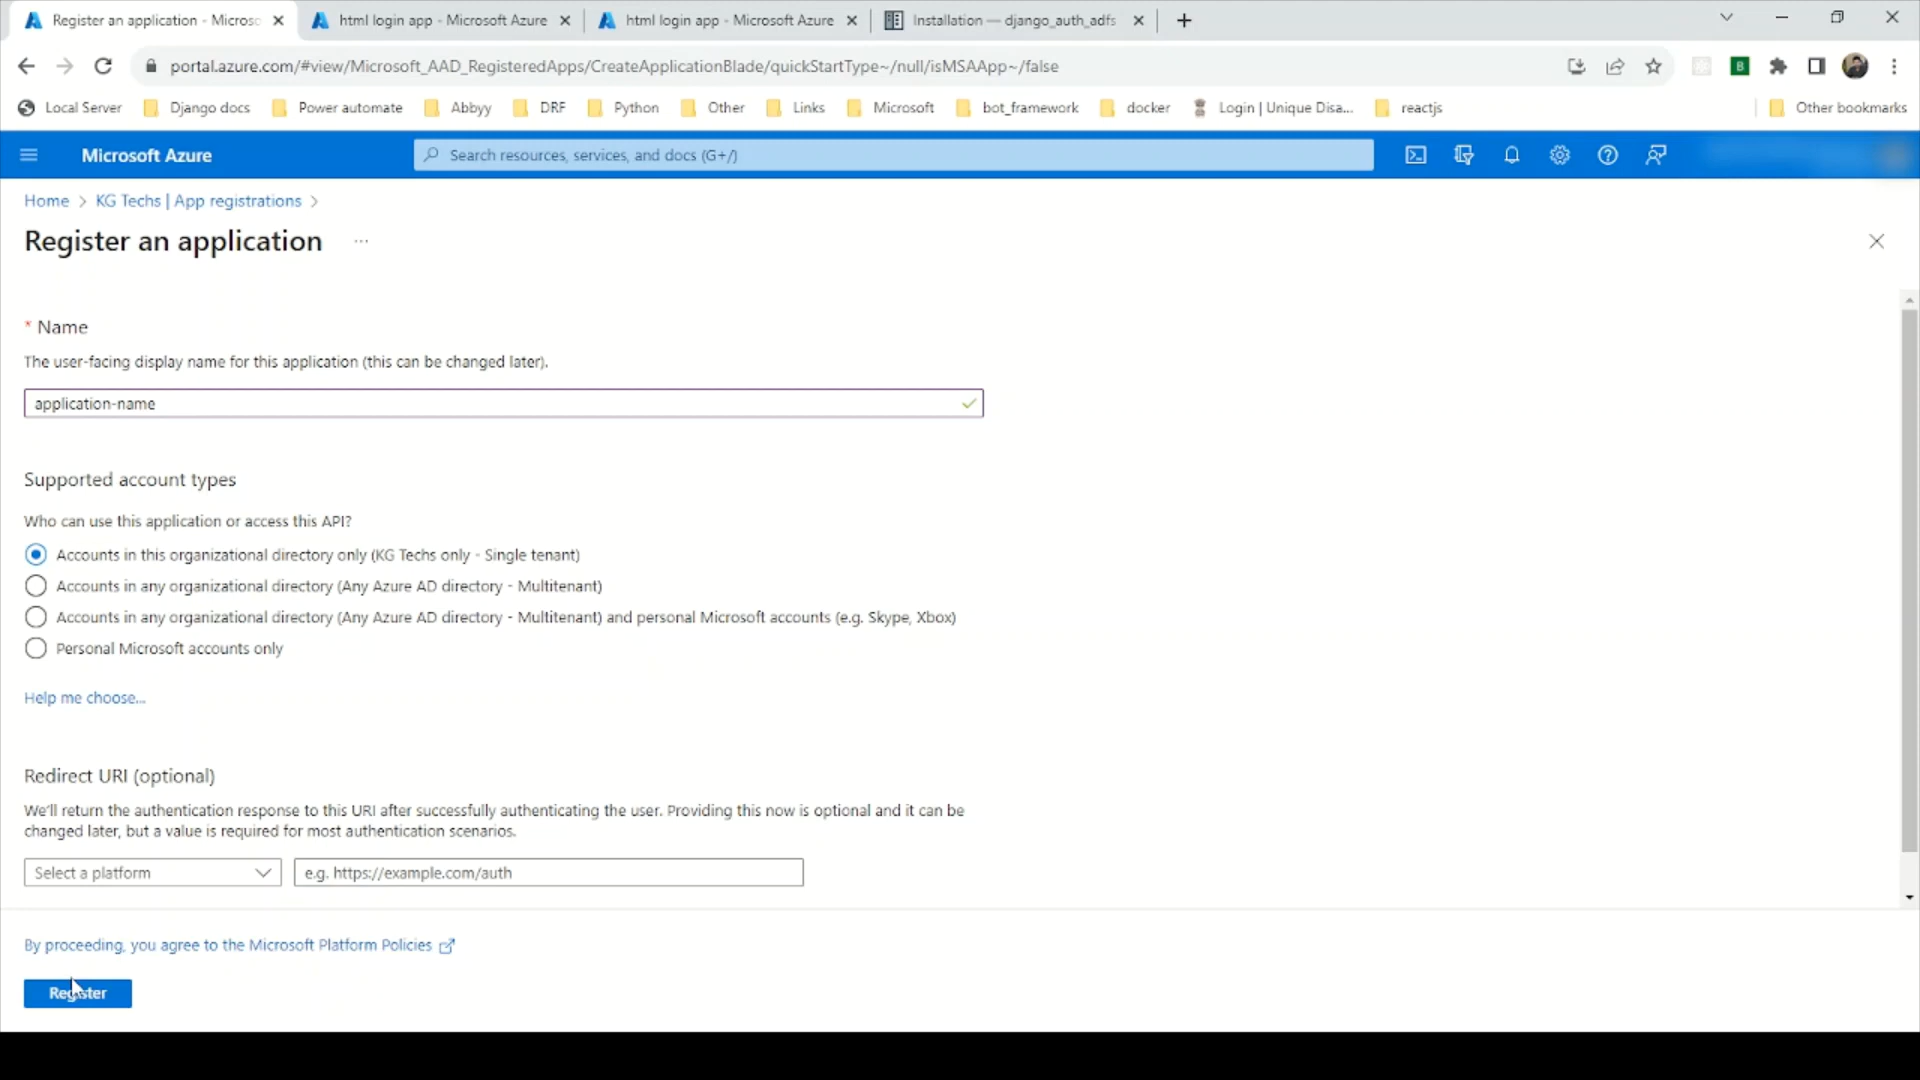 Register an application - Microso
html login app - Microsoft Azure
html login app - Microsoft Azure
Installation — django_auth_adfs
portal.azure.com/#view/Microsoft_AAD_RegisteredApps/CreateApplicationBlade/quickStartType~/null/isMSAApp~/false
B
Local Server
Django docs
Power automate
Abbyy
DRF
Python
Other
Links
Microsoft
bot_framework
docker
Login | Unique Disa...
reactjs
Other bookmarks
Microsoft Azure
Search resources, services, and docs (G+/)
Home > KG Techs | App registrations >
Register an application ...
* Name
The user-facing display name for this application (this can be changed later).
application-name
Supported account types
Who can use this application or access this API?
Accounts in this organizational directory only (KG Techs only - Single tenant)
Accounts in any organizational directory (Any Azure AD directory - Multitenant)
Accounts in any organizational directory (Any Azure AD directory - Multitenant) and personal Microsoft accounts (e.g. Skype, Xbox)
Personal Microsoft accounts only
Help me choose...
Redirect URI (optional)
We'll return the authentication response to this URI after successfully authenticating the user. Providing this now is optional and it can be
changed later, but a value is required for most authentication scenarios.
Select a platform
e.g. https://example.com/auth
By proceeding, you agree to the Microsoft Platform Policies
Register